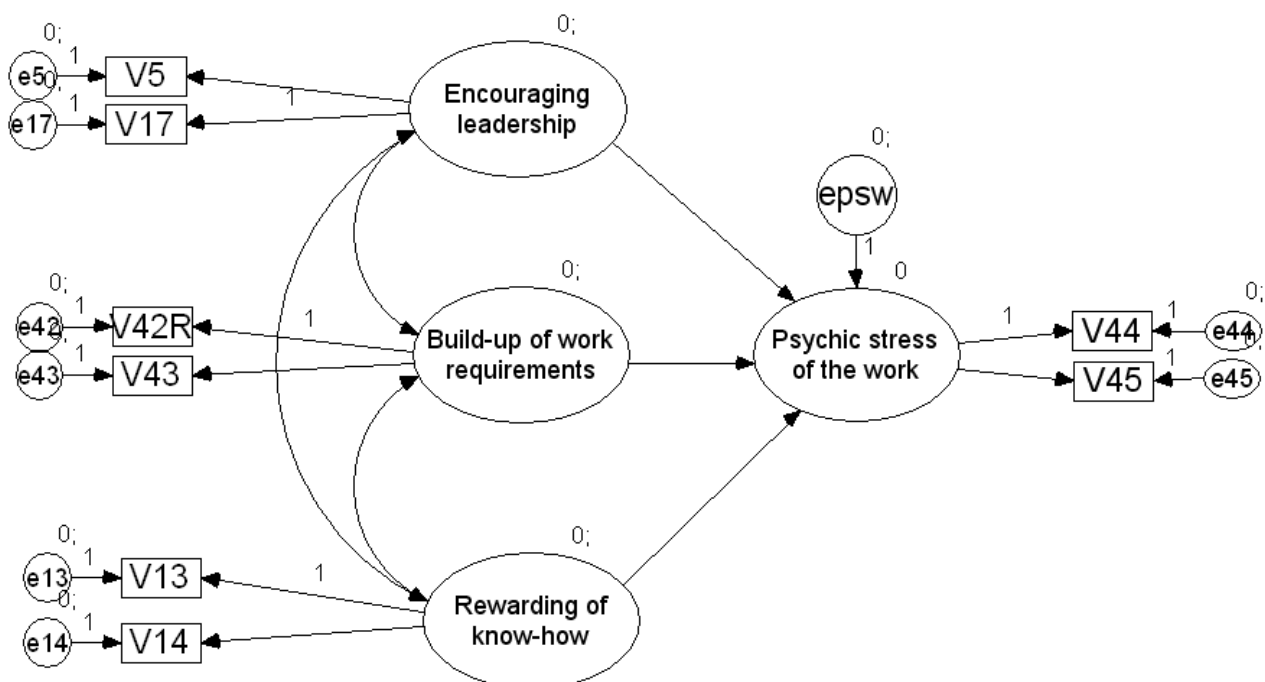 0;
0;
1
e5
V5
0;
1
e17
V17
1
Encouraging
leadership
0;
epsw
1
0
0;
1
e42
V42R
1
0;
Build-up of work
requirements
0;
1
e43
V43
Psychic stress
of the work
1
V44
1
0;
e44
V45
1
0;
e45
0;
1
e13
V13
1
0;
Rewarding of
know-how
0;
1
e14
V14